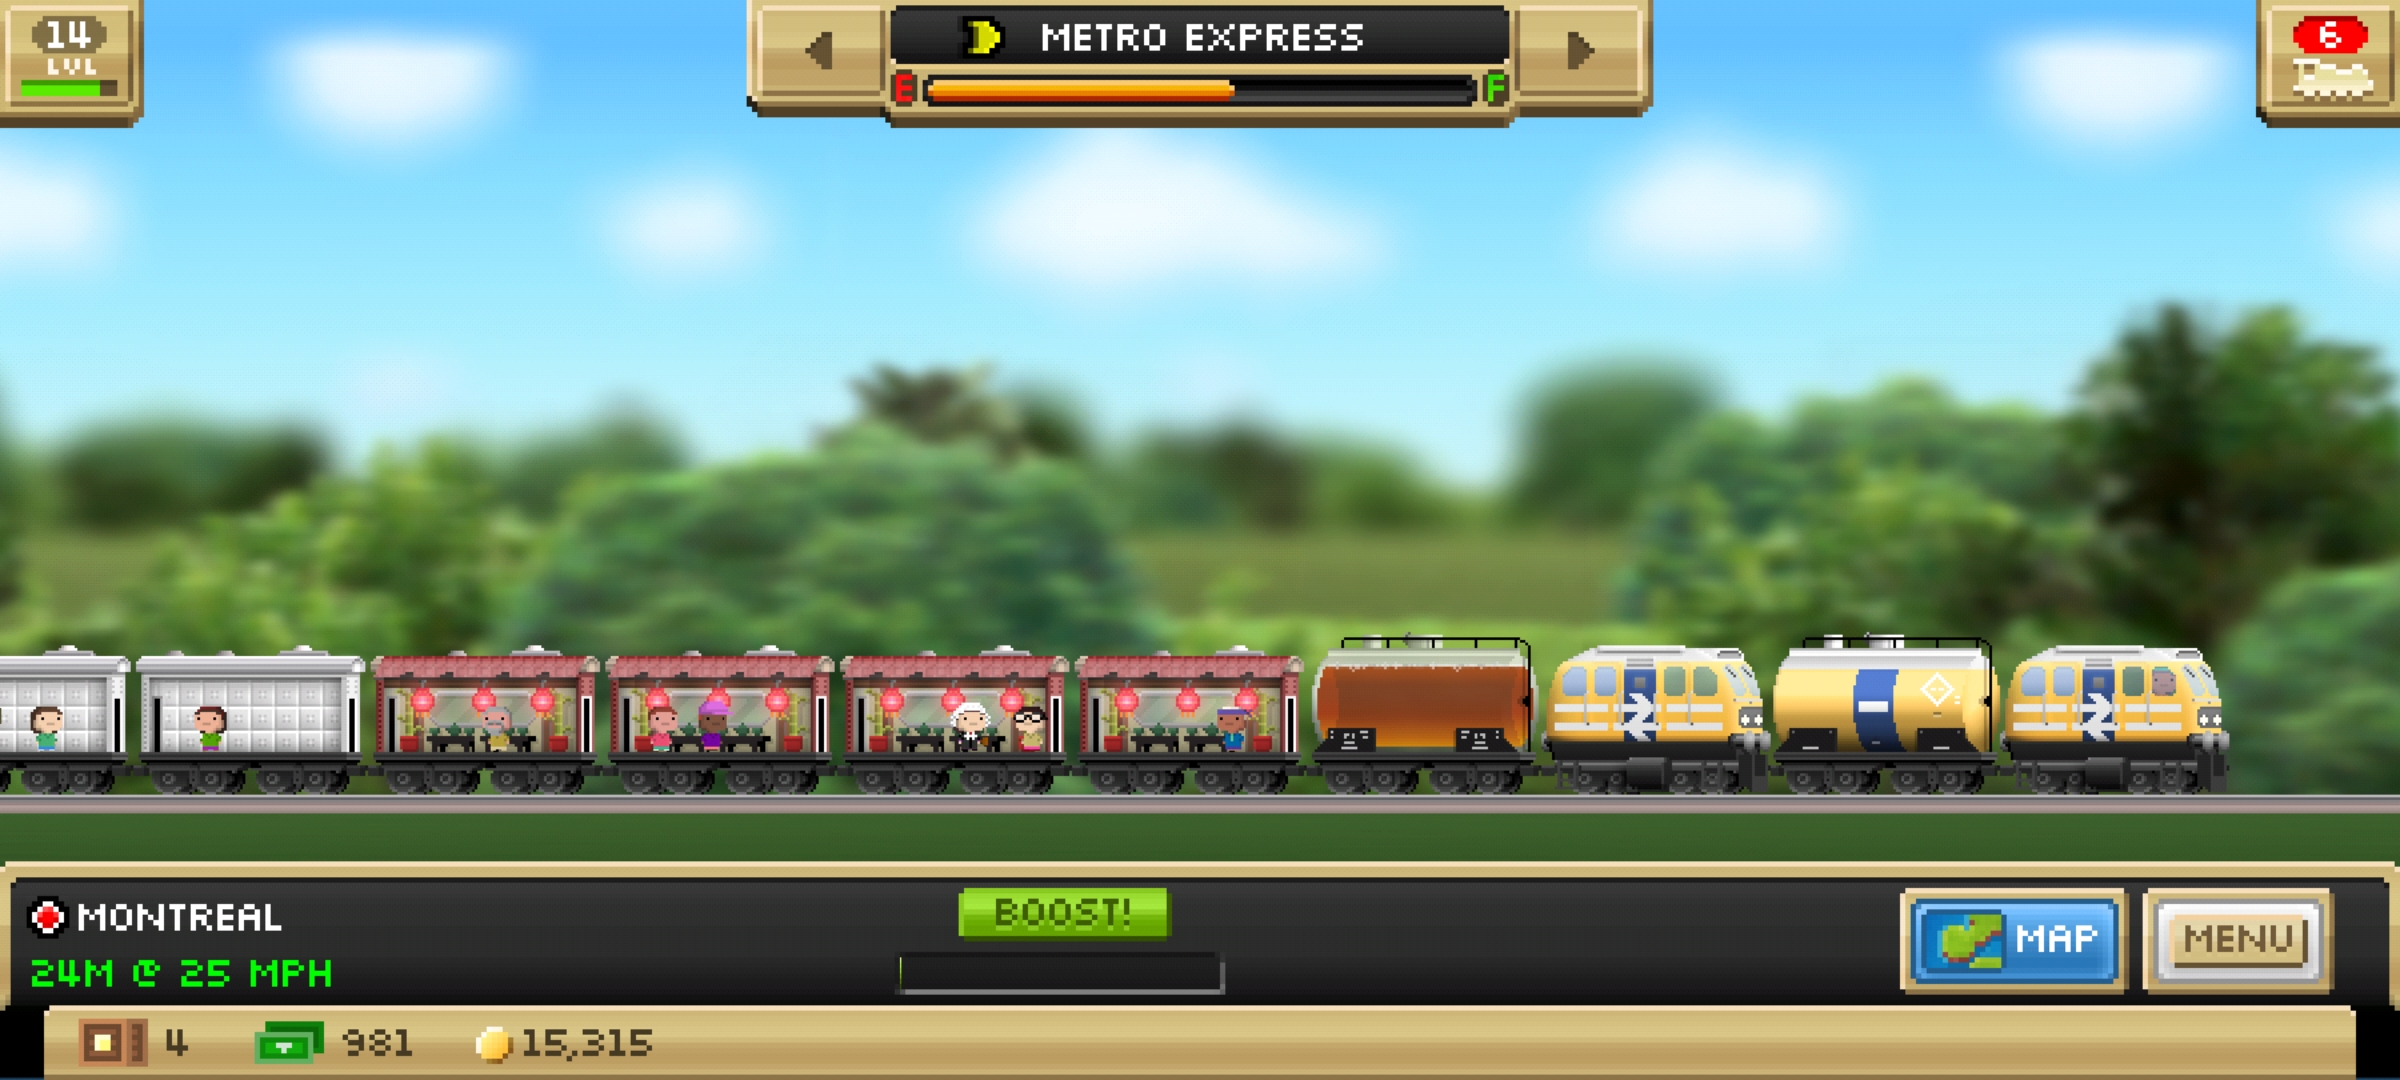 14
LVL
METRO EXPRESS
E F
6
MONTREAL
24M @ 25 MPH
BOOST!
MAP
MENU
4
981
15,315